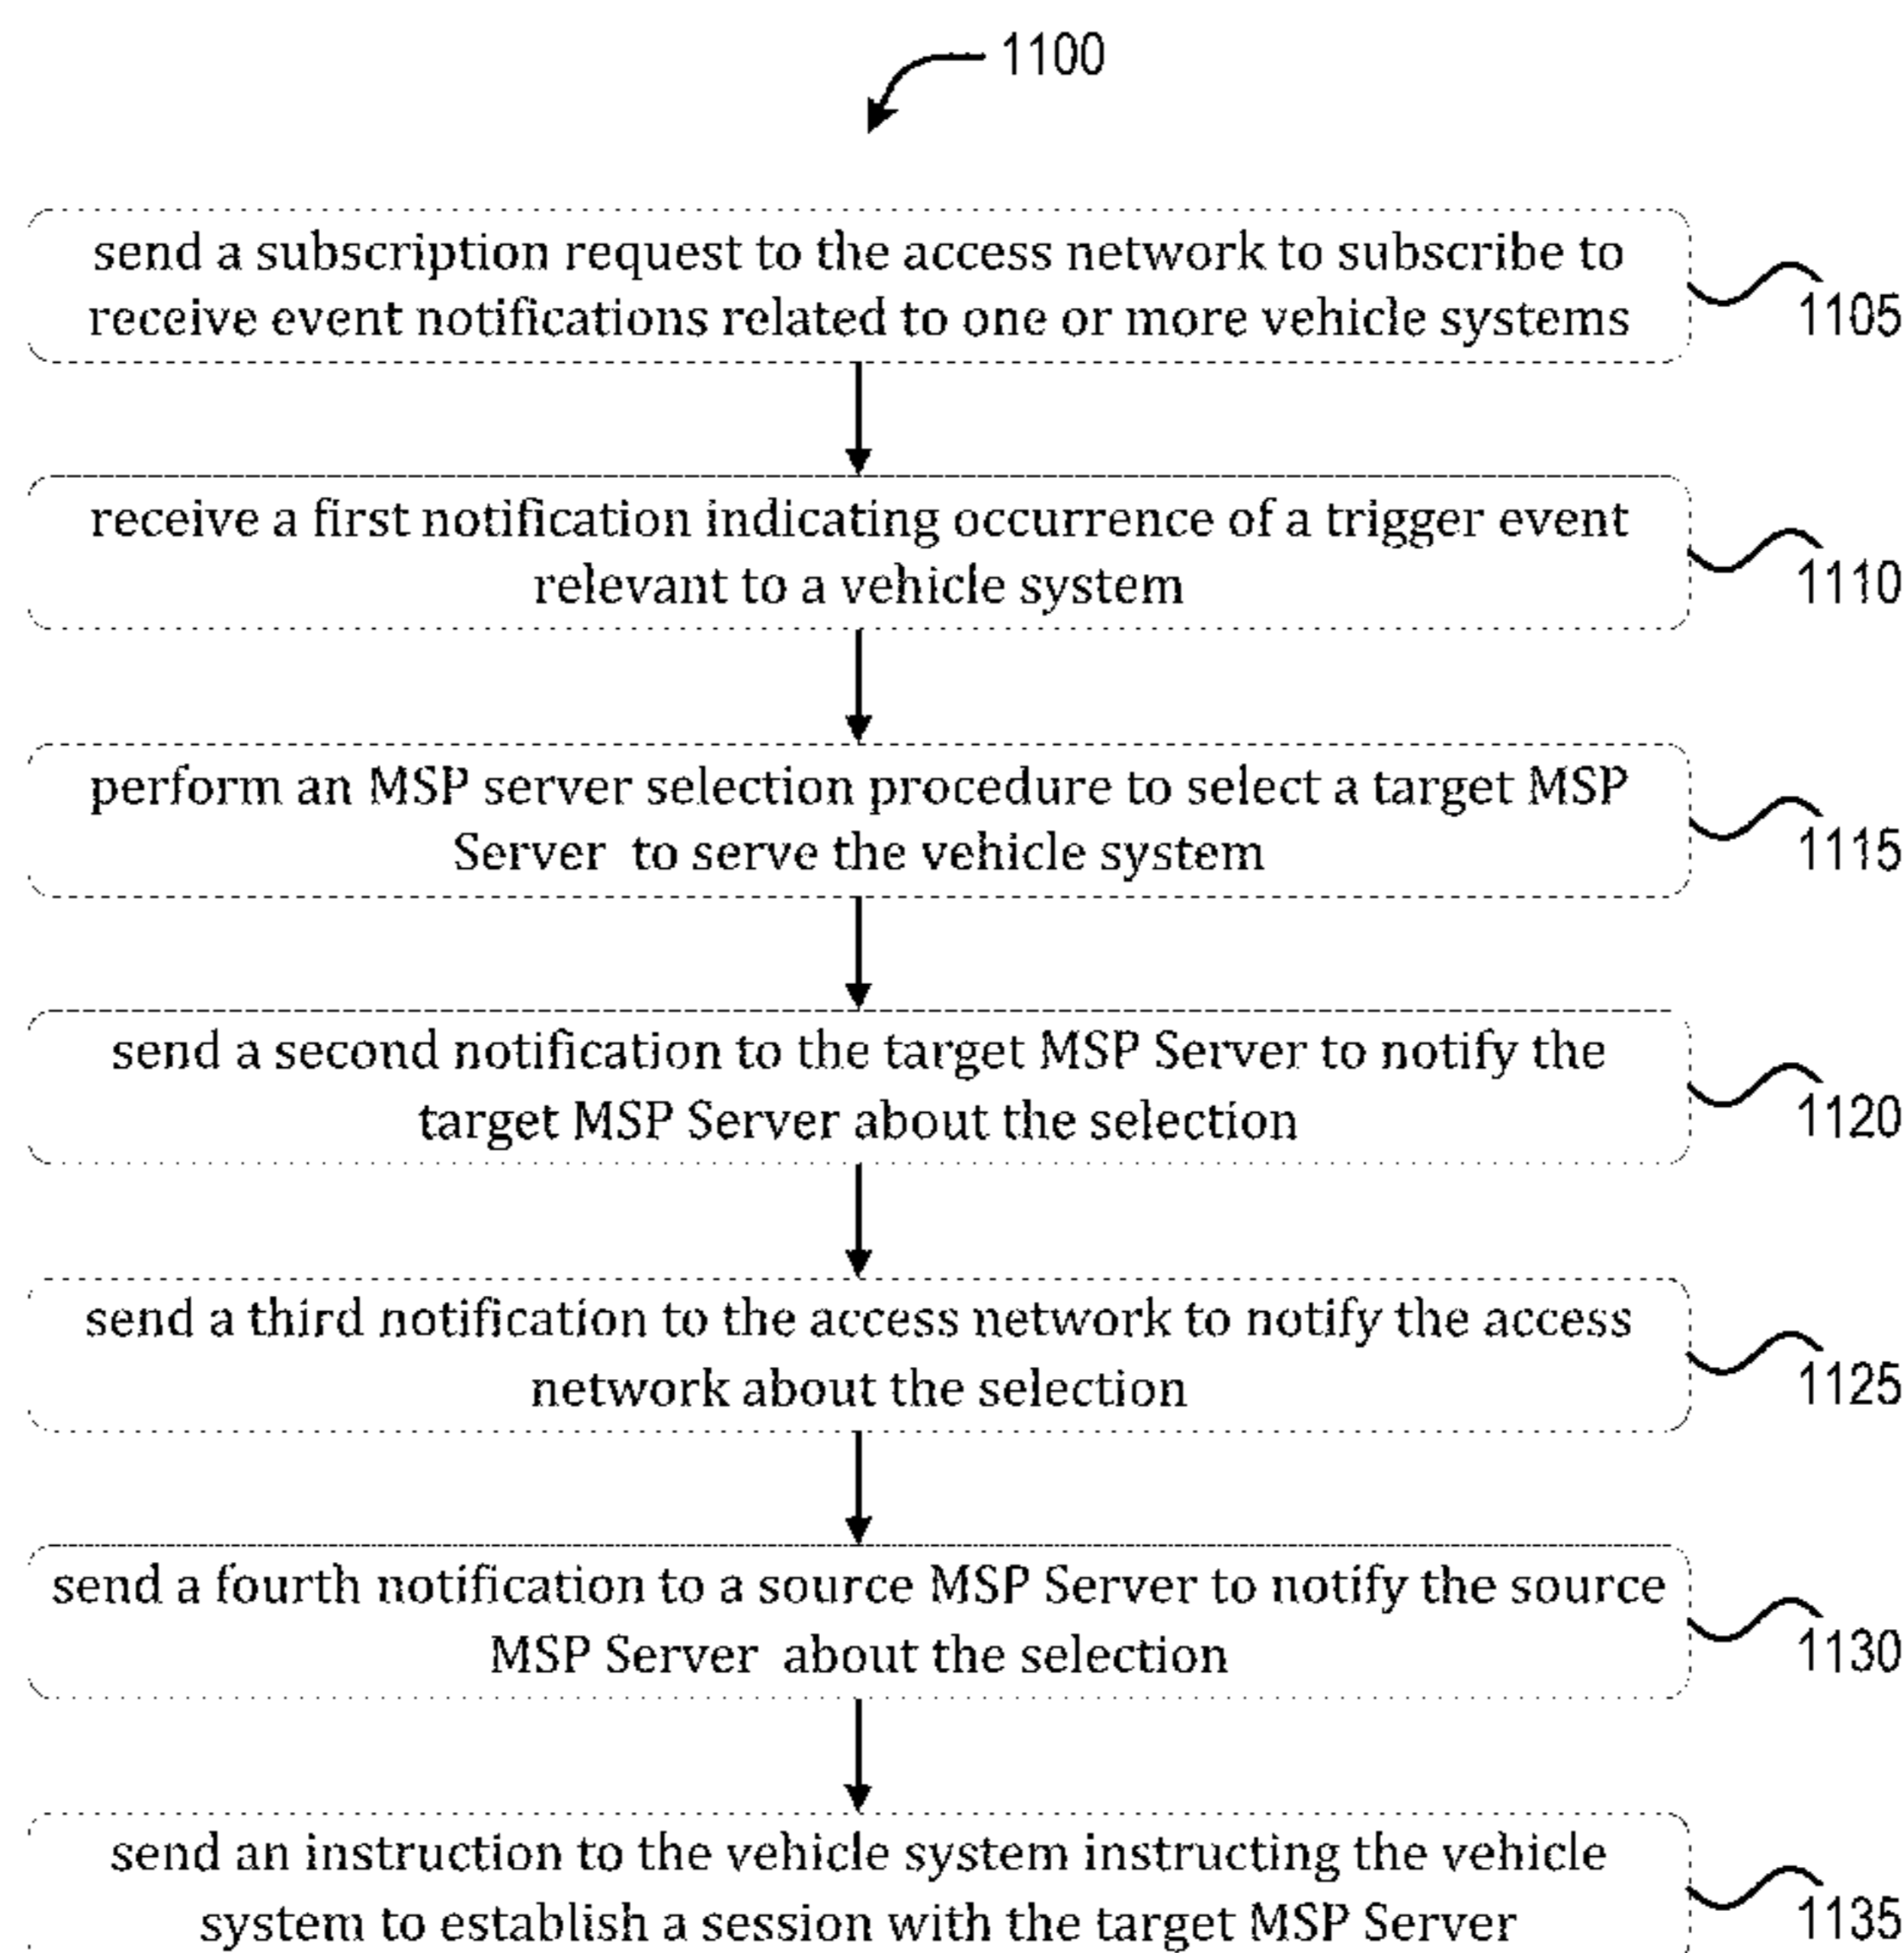 1100
send a subscription request to the access network to subscribe to
receive event notifications related to one or more vehicle systems
1105
receive a first notification indicating occurrence of a trigger event
relevant to a vehicle system
1110
perform an MSP server selection procedure to select a target MSP
Server to serve the vehicle system
1115
send a second notification to the target MSP Server to notify the
target MSP Server about the selection
1120
send a third notification to the access network to notify the access
network about the selection
1125
send a fourth notification to a source MSP Server to notify the source
MSP Server about the selection
1130
send an instruction to the vehicle system instructing the vehicle
system to establish a session with the target MSP Server
1135